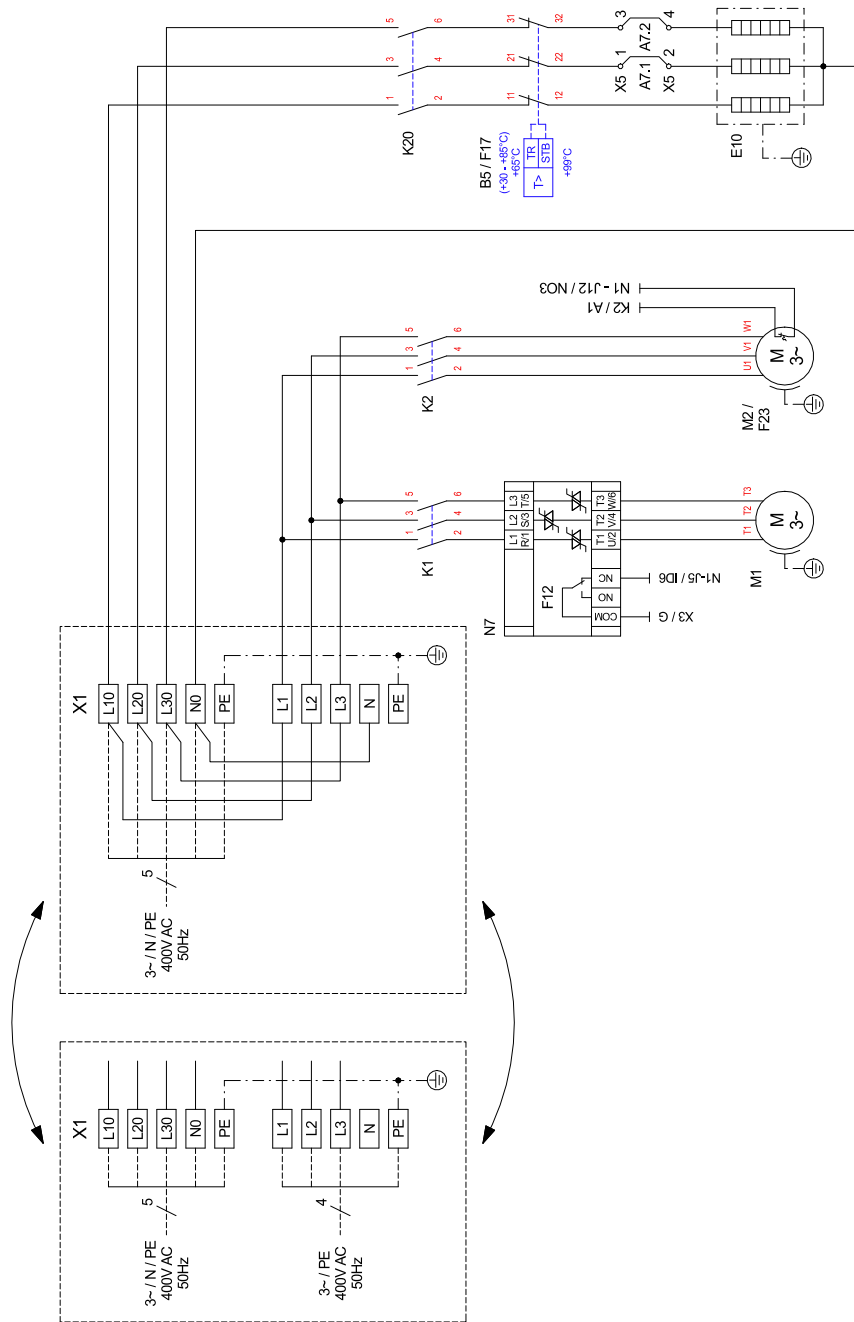 3~ / N / PE
400V AC
50Hz
5
X1
L10
L20
L30
N0
PE
3~ / PE
400V AC
50Hz
4
L1
L2
L3
N
PE
3~ / N / PE
400V AC
50Hz
5
X1
L10
L20
L30
N0
PE
L1
L2
L3
N
PE
1
3
5
2
4
6
K20
11
21
31
12
22
32
B5 / F17
(+30 - +85°C)
+65°C
T>
TR
STB
+99°C
X5
1
3
A7.1
A7.2
X5
2
4
E10
1
3
5
2
4
6
K2
K2 / A1
N1 - J12 / NO3
U1
V1
W1
M
3~
M2 /
F23
1
3
5
2
4
6
K1
N7
L1
L2
L3
R/1
S/3
T/5
F12
COM
NO
NC
T1
T2
T3
U/2
V/4
W/6
X3 / G
N1-J5 / ID6
T1
T2
T3
M
3~
M1